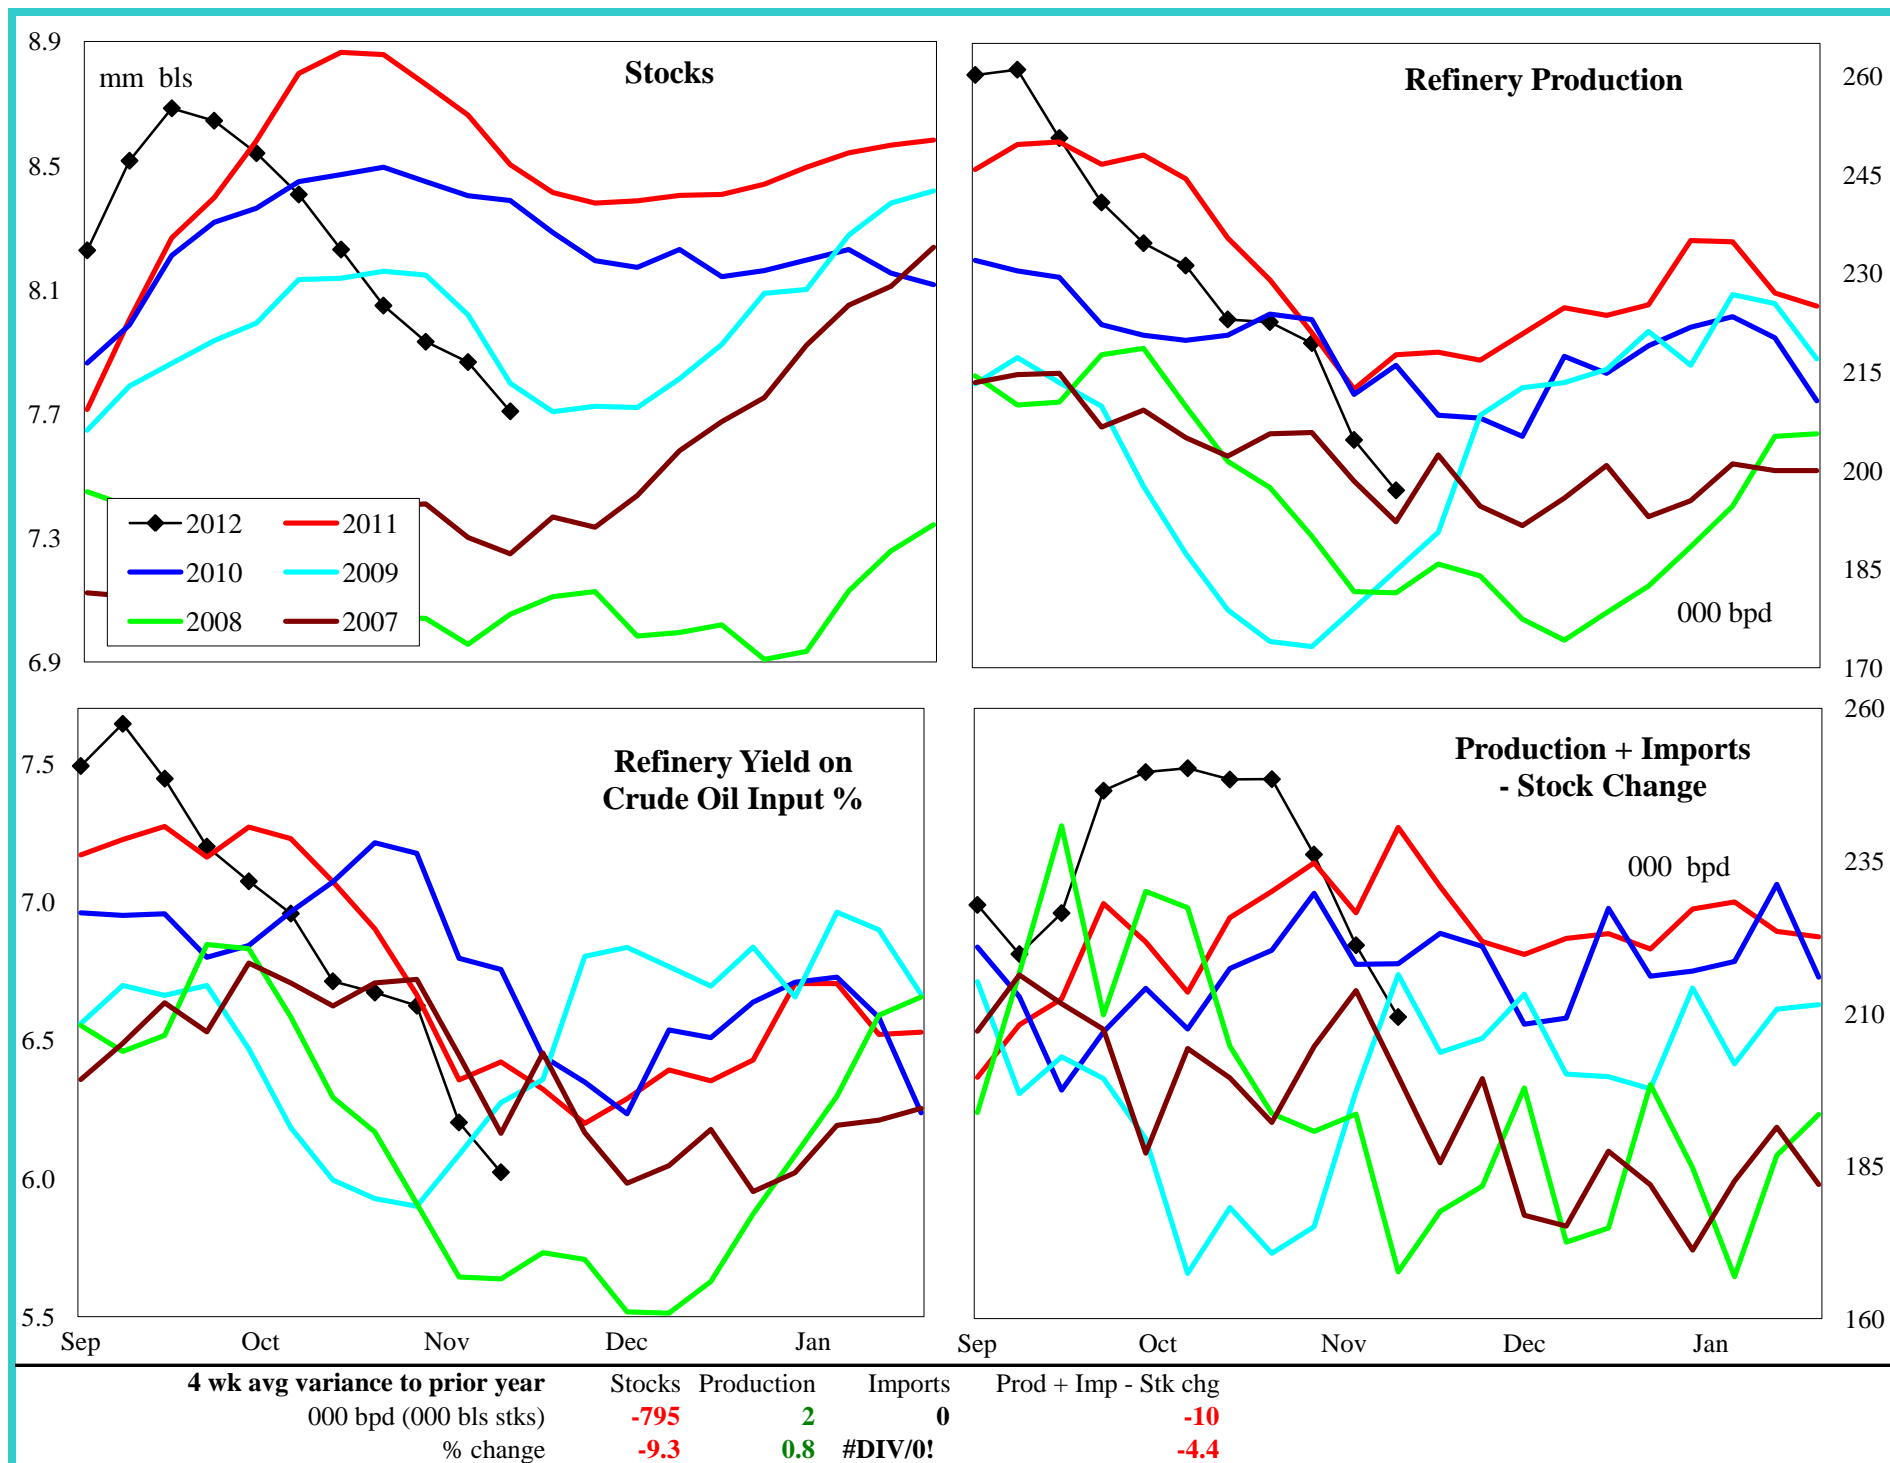 8.9
8.5
8.1
7.7
7.3
6.9
mm bls
Stocks
2012 2011
2010 2009
2008 2007
Refinery Production
000 bpd
260
245
230
215
200
185
170
7.5
7.0
6.5
6.0
5.5
Refinery Yield on
Crude Oil Input %
Sep Oct Nov Dec Jan
Production + Imports
- Stock Change
000 bpd
260
235
210
185
160
Sep Oct Nov Dec Jan
4 wk avg variance to prior year Stocks Production Imports Prod + Imp - Stk chg
000 bpd (000 bls stks) -795 2 0 -10
% change -9.3 0.8 #DIV/0! -4.4